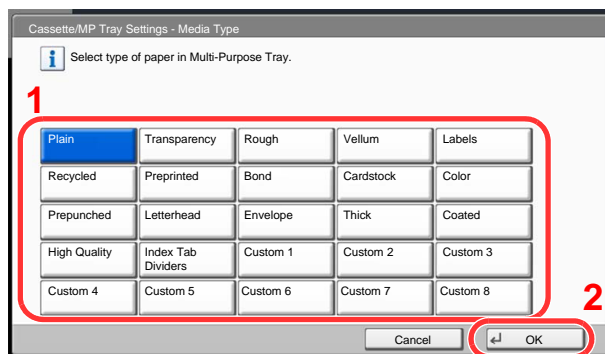 Cassette/MP Tray Settings - Media Type
Select type of paper in Multi-Purpose Tray.
1
Plain Transparency Rough Vellum Labels
Recycled Preprinted Bond Cardstock Color
Prepunched Letterhead Envelope Thick Coated
High Quality Index Tab Dividers Custom 1 Custom 2 Custom 3
Custom 4 Custom 5 Custom 6 Custom 7 Custom 8
2
Cancel OK